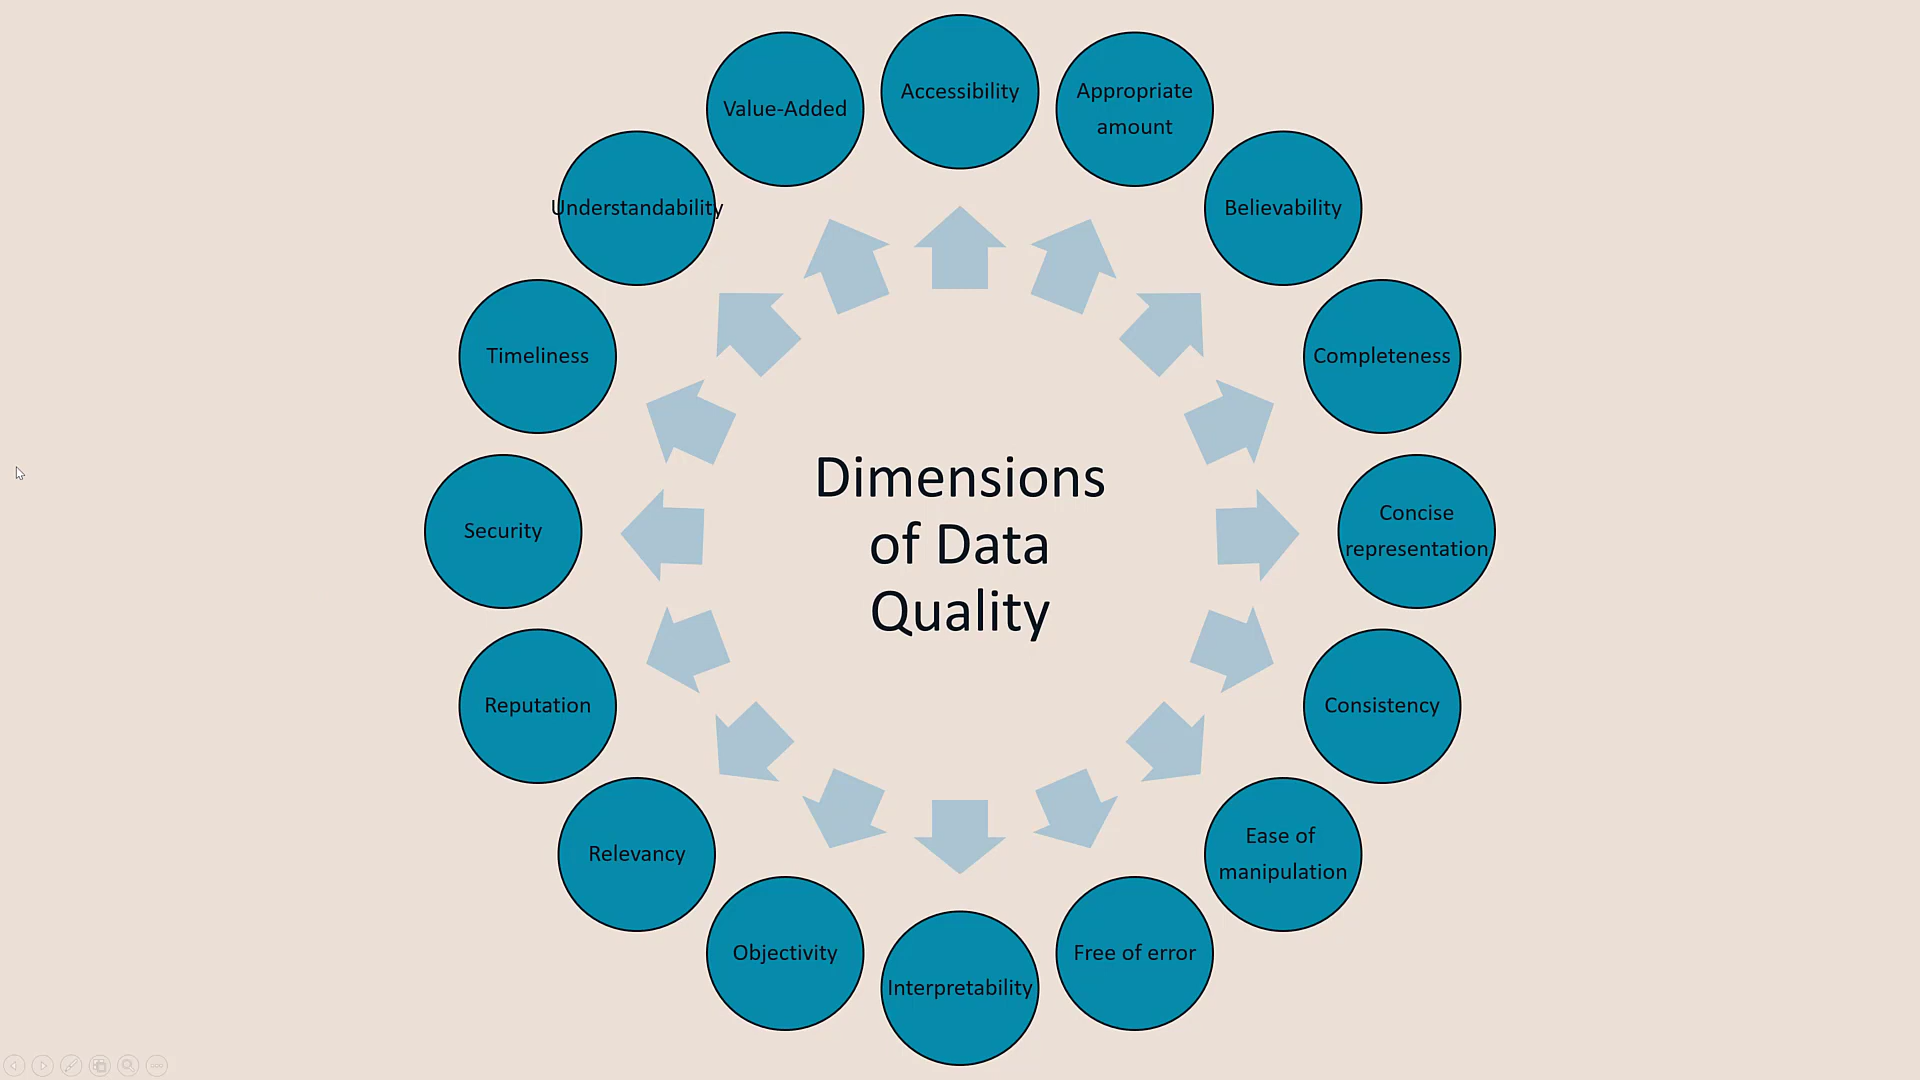 Dimensions
of Data
Quality
Accessibility
Appropriate
amount
Believability
Completeness
Concise
representation
Consistency
Ease of
manipulation
Free of error
Interpretability
Objectivity
Relevancy
Reputation
Security
Timeliness
Understandability
Value-Added